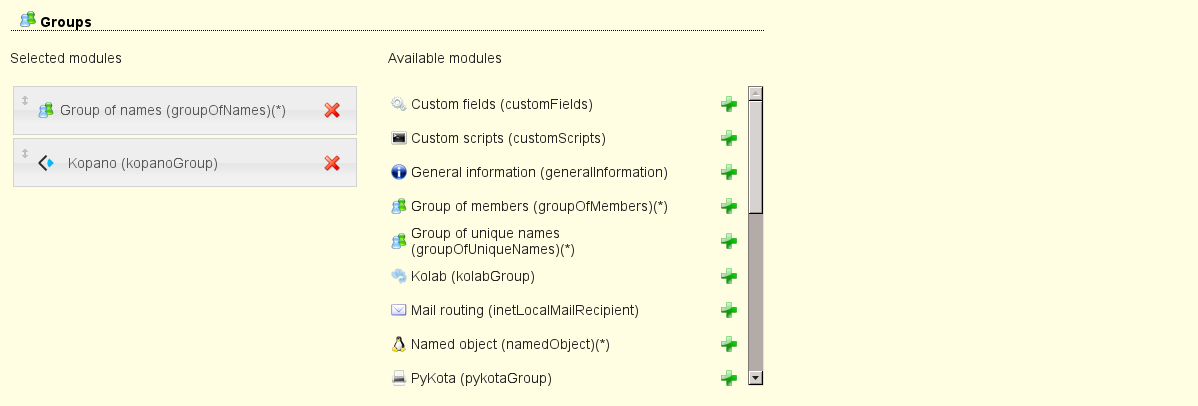 Groups
Selected modules
Available modules
Group of names (groupOfNames)(*)
Kopano (kopanoGroup)
Custom fields (customFields)
Custom scripts (customScripts)
General information (generalInformation)
Group of members (groupOfMembers)(*)
Group of unique names
(groupOfUniqueNames)(*)
Kolab (kolabGroup)
Mail routing (inetLocalMailRecipient)
Named object (namedObject)(*)
PyKota (pykotaGroup)